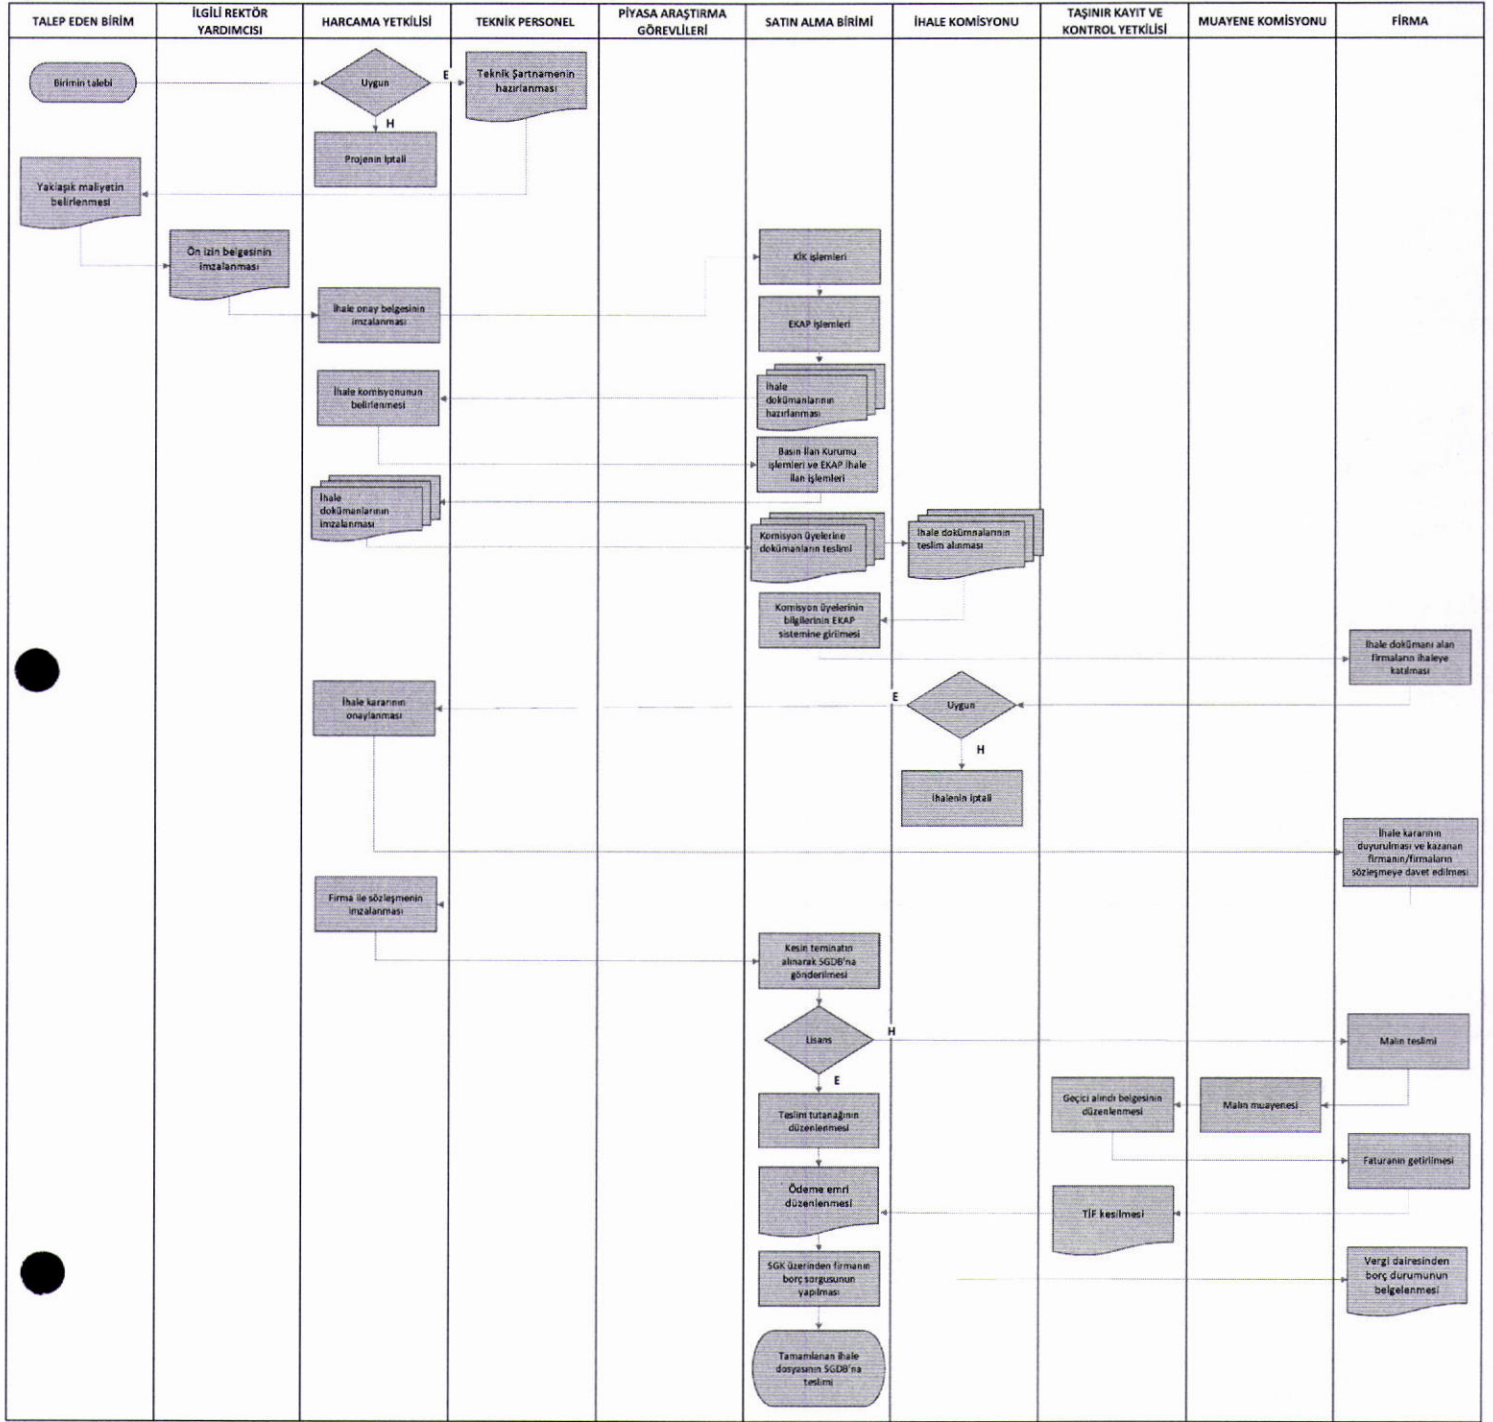 TALEP EDEN BİRİM
İLGİLİ REKTÖR
YARDIMCISI
HARCAMA YETKİLİSİ
TEKNİK PERSONEL
PİYASA ARAŞTIRMA
GÖREVLİLERİ
SATIN ALMA BİRİMİ
İHALE KOMİSYONU
TAŞINIR KAYIT VE
KONTROL YETKİLİSİ
MUAYENE KOMİSYONU
FİRMA
Birimin talebi
Uygun
E
Teknik Şartnamenin
hazırlanması
H
Projenin İptali
Yaklaşık maliyetin
belirlenmesi
Ön izin belgesinin
imzalanması
KİK işlemleri
İhale onay belgesinin
imzalanması
EKAP işlemleri
İhale komisyonunun
belirlenmesi
İhale
dokümanlarının
hazırlanması
Basın İlan Kurumu
işlemleri ve EKAP ihale
ilan işlemleri
İhale
dokümanlarının
imzalanması
Komisyon üyelerine
dokümanların teslimi
İhale dokümnalarının
teslim alınması
Komisyon üyelerinin
bilgilerinin EKAP
sistemine girilmesi
İhale dokümanı alan
firmaların ihaleye
katılması
İhale kararının
onaylanması
E
Uygun
H
İhalenin İptali
İhale kararının
duyurulması ve kazanan
firmanın/firmaların
sözleşmeye davet edilmesi
Firma ile sözleşmenin
imzalanması
Kesin teminatın
alınarak SGDB'na
gönderilmesi
Lisans
H
Malın teslimi
E
Teslim tutanağının
düzenlenmesi
Geçici alındı belgesinin
düzenlenmesi
Malın muayenesi
Faturanın getirilmesi
Ödeme emri
düzenlenmesi
TİF kesilmesi
SGK üzerinden firmanın
borç sorgusunun
yapılması
Vergi dairesinden
borç durumunun
belgelenmesi
Tamamlanan ihale
dosyasının SGDB'na
teslimi